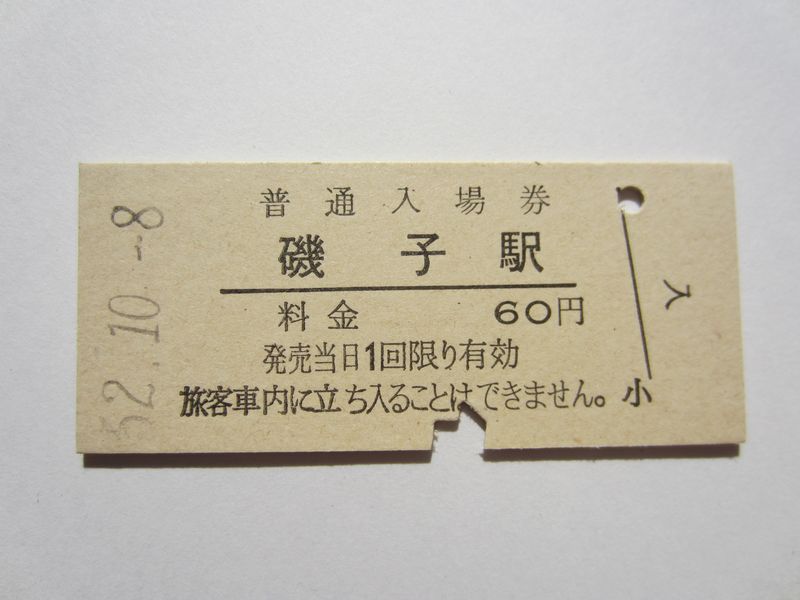 普通入場券
磯子駅
料金 60円
発売当日1回限り有効
旅客車内に立ち入ることはできません。
小
入
52.10.-8